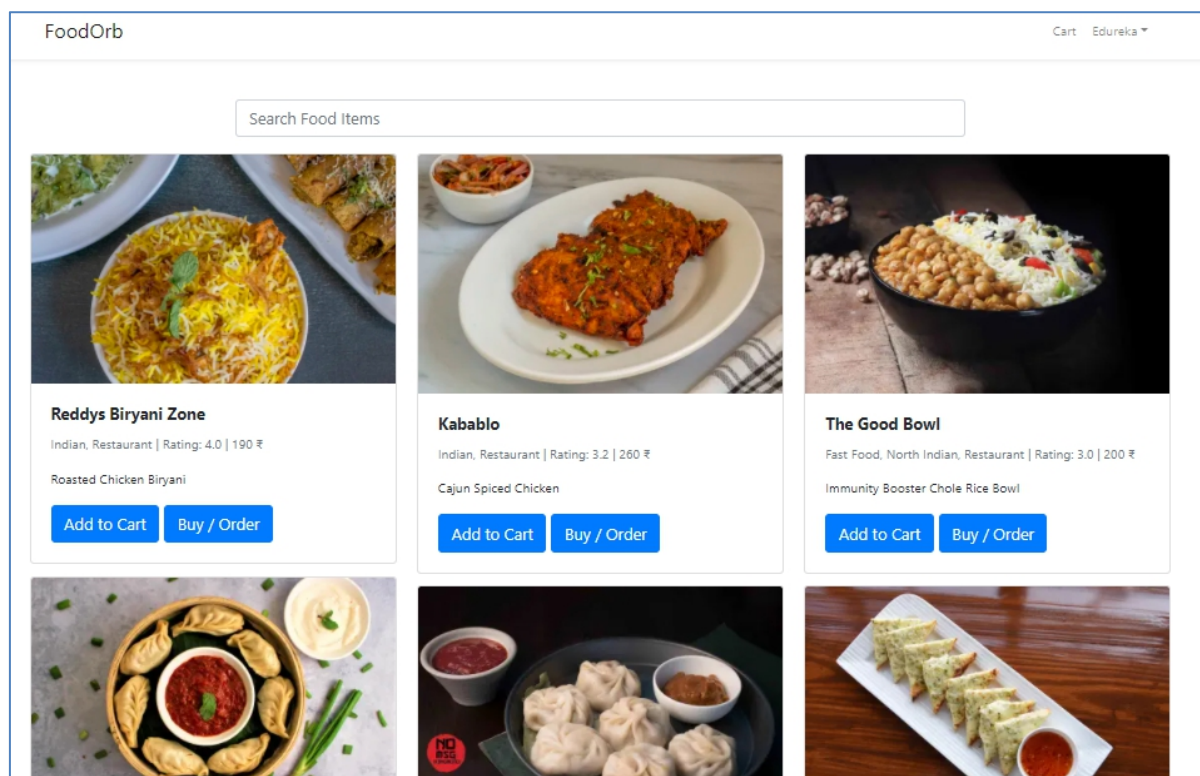 FoodOrb
Cart Edureka
Search Food Items
Reddys Biryani Zone
Indian, Restaurant | Rating: 4.0 | 190 ₹
Roasted Chicken Biryani
Add to Cart Buy / Order
Kabablo
Indian, Restaurant | Rating: 3.2 | 260 ₹
Cajun Spiced Chicken
Add to Cart Buy / Order
The Good Bowl
Fast Food, North Indian, Restaurant | Rating: 3.0 | 200 ₹
Immunity Booster Chole Rice Bowl
Add to Cart Buy / Order
NO